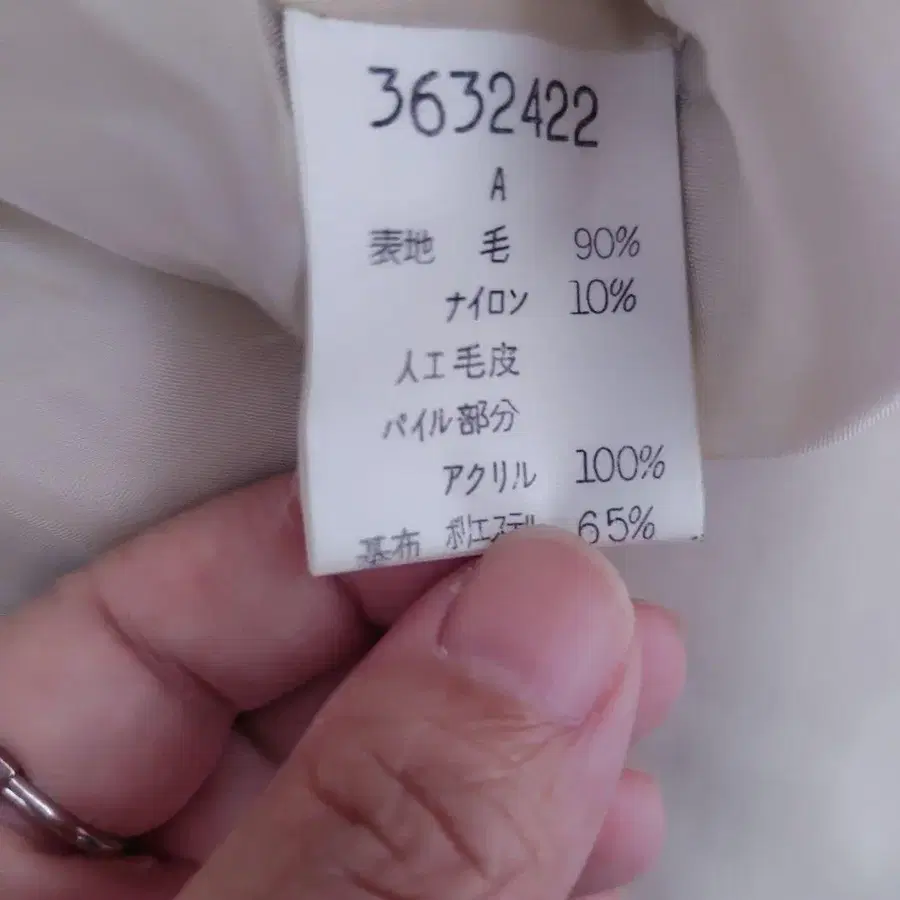 3632422
A
表地 毛 90%
ナイロン 10%
人工毛皮
パイル部分
アクリル 100%
基布 ポリエステル 65%